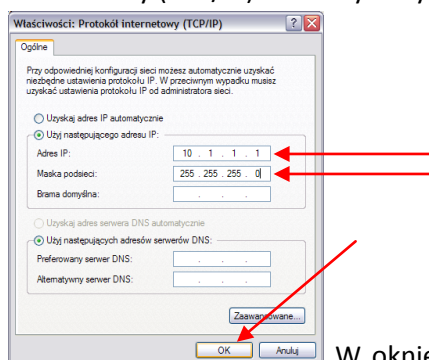 Właściwości: Protokół internetowy (TCP/IP)
Ogólne
Przy odpowiedniej konfiguracji sieci możesz automatycznie uzyskać
niezbędne ustawienia protokołu IP. W przeciwnym wypadku musisz
uzyskać ustawienia protokołu IP od administratora sieci.
Uzyskaj adres IP automatycznie
Użyj następującego adresu IP:
Adres IP: 10 . 1 . 1 . 1
Maska podsieci: 255 . 255 . 255 . 0
Brama domyślna: . . .
Uzyskaj adres serwera DNS automatycznie
Użyj następujących adresów serwerów DNS:
Preferowany serwer DNS: . . .
Alternatywny serwer DNS: . . .
Zaawansowane...
OK Anuluj
W oknie